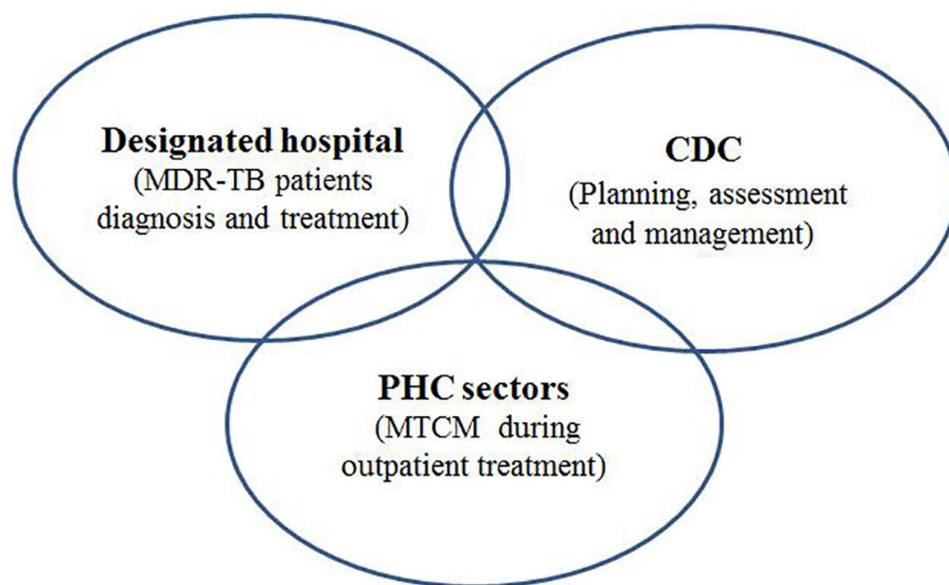 Designated hospital
(MDR-TB patients
diagnosis and treatment)
CDC
(Planning, assessment
and management)
PHC sectors
(MTCM during
outpatient treatment)